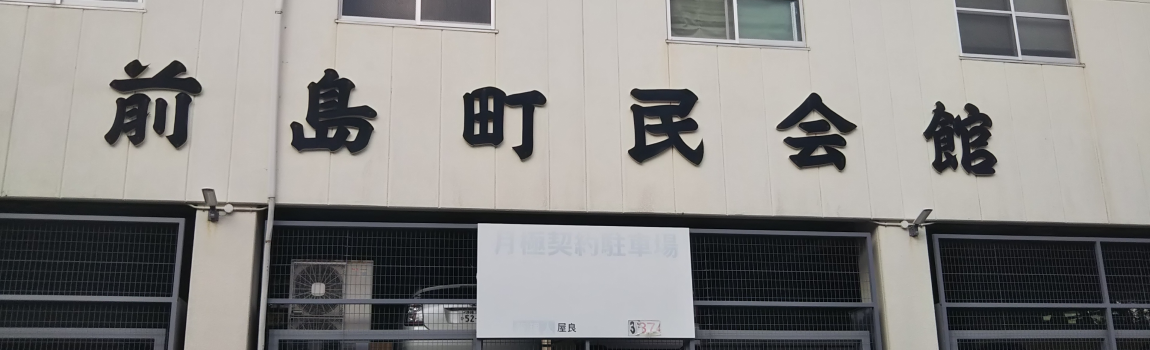 前島町民会館
月極契約駐車場
屋良